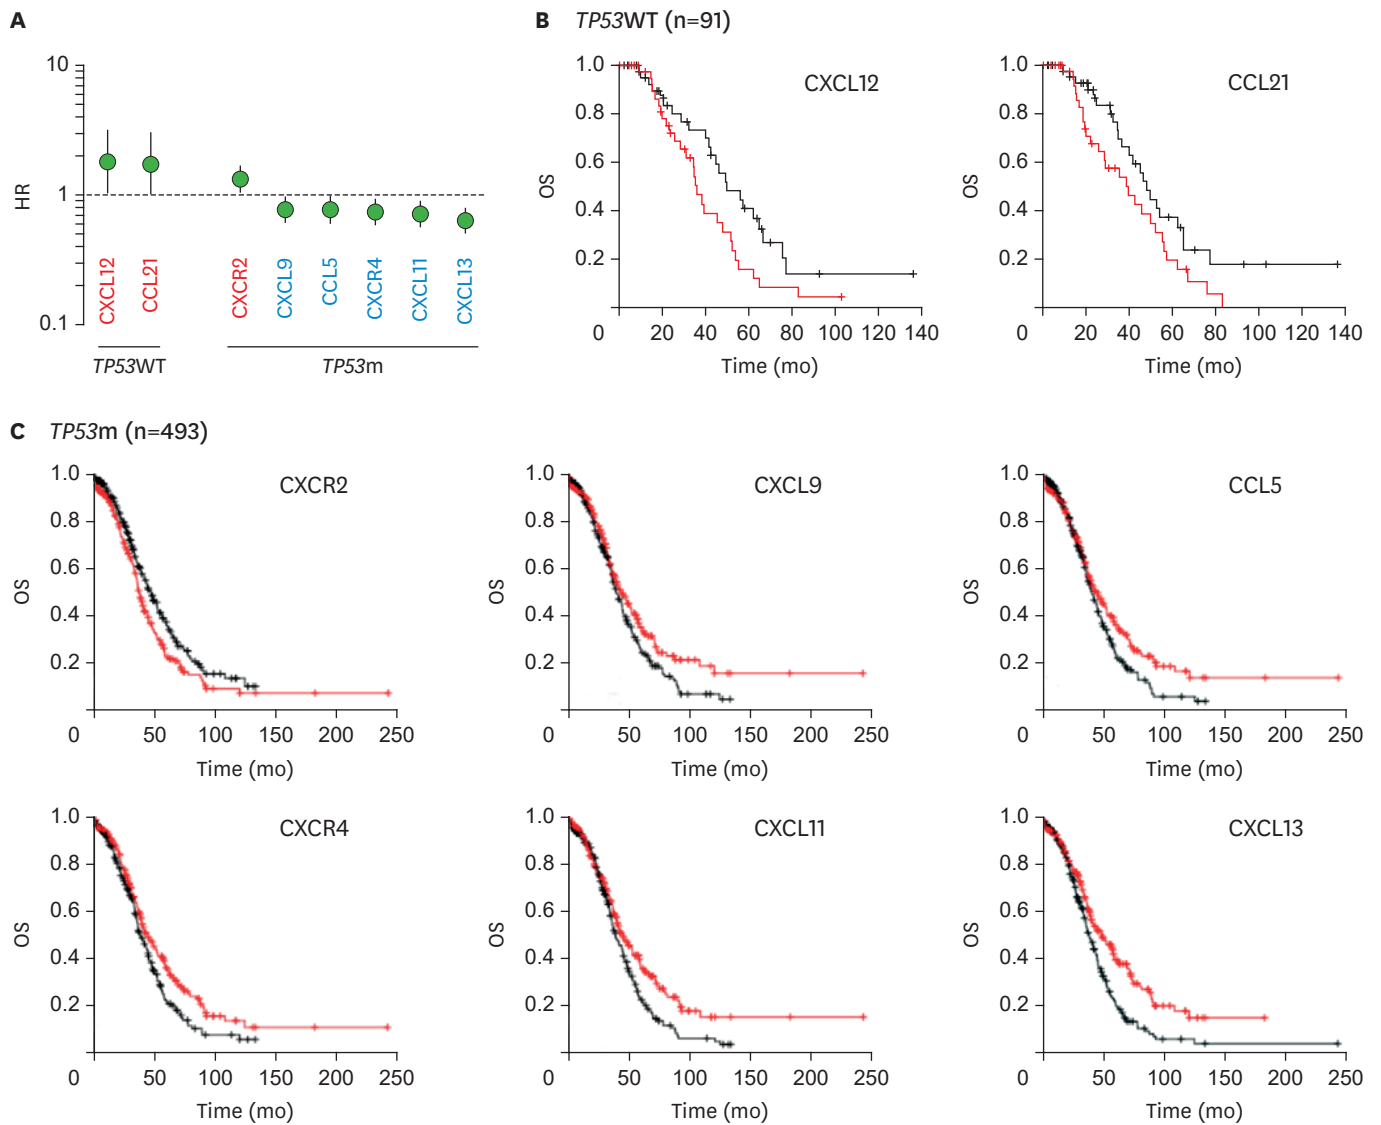 A
10
1
0.1
HR
CXCL12
CCL21
CXCR2
CXCL9
CCL5
CXCR4
CXCL11
CXCL13
TP53WT
TP53m
B TP53WT (n=91)
CXCL12
1.0
0.8
0.6
0.4
0.2
OS
0 20 40 60 80 100 120 140
Time (mo)
CCL21
1.0
0.8
0.6
0.4
0.2
OS
0 20 40 60 80 100 120 140
Time (mo)
C TP53m (n=493)
CXCR2
1.0
0.8
0.6
0.4
0.2
OS
0 50 100 150 200 250
Time (mo)
CXCL9
1.0
0.8
0.6
0.4
0.2
OS
0 50 100 150 200 250
Time (mo)
CCL5
1.0
0.8
0.6
0.4
0.2
OS
0 50 100 150 200 250
Time (mo)
CXCR4
1.0
0.8
0.6
0.4
0.2
OS
0 50 100 150 200 250
Time (mo)
CXCL11
1.0
0.8
0.6
0.4
0.2
OS
0 50 100 150 200 250
Time (mo)
CXCL13
1.0
0.8
0.6
0.4
0.2
OS
0 50 100 150 200 250
Time (mo)